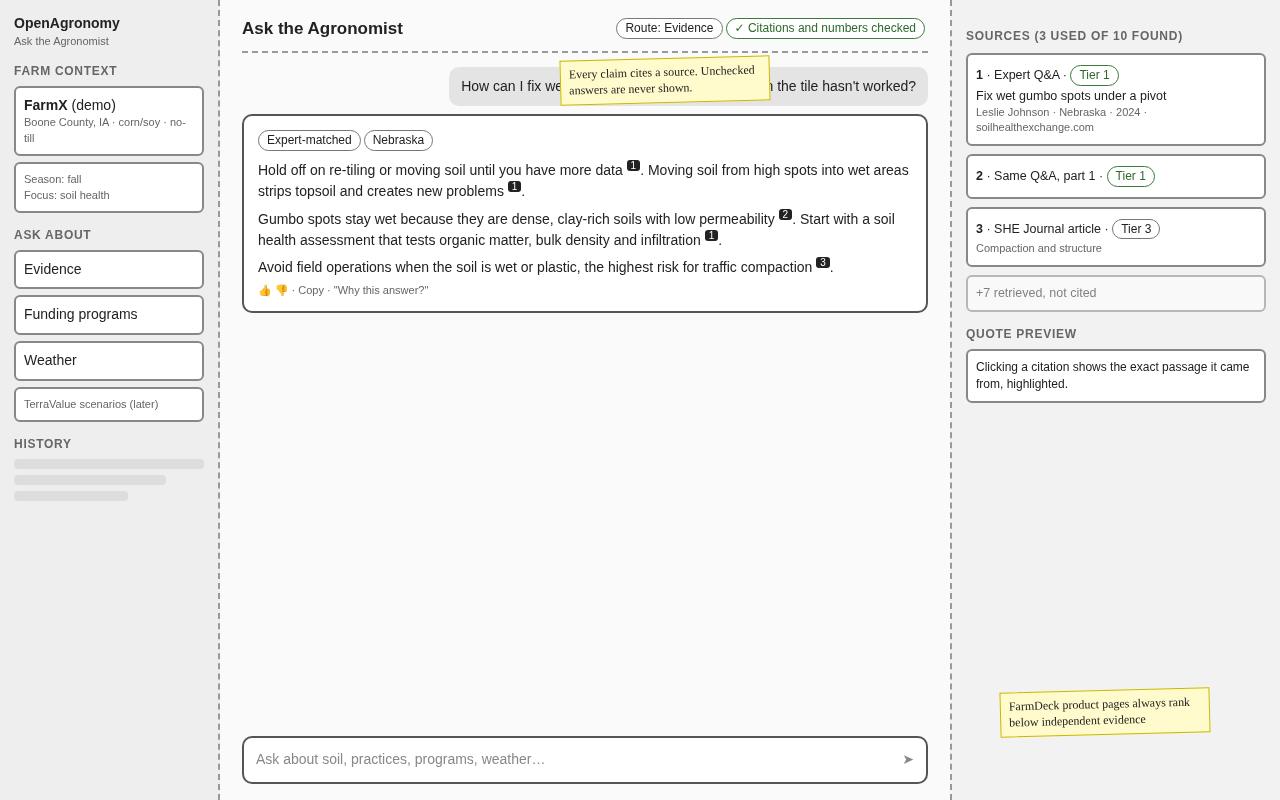 OpenAgronomy
Ask the Agronomist
FARM CONTEXT
FarmX (demo)
Boone County, IA · corn/soy · no-
till
Season: fall
Focus: soil health
ASK ABOUT
Evidence
Funding programs
Weather
TerraValue scenarios (later)
HISTORY
Ask the Agronomist
Route: Evidence
✓ Citations and numbers checked
How can I fix we
n the tile hasn't worked?
Every claim cites a source. Unchecked
answers are never shown.
Expert-matched
Nebraska
Hold off on re-tiling or moving soil until you have more data 1. Moving soil from high spots into wet areas
strips topsoil and creates new problems 1.
Gumbo spots stay wet because they are dense, clay-rich soils with low permeability 2. Start with a soil
health assessment that tests organic matter, bulk density and infiltration 1.
Avoid field operations when the soil is wet or plastic, the highest risk for traffic compaction 3.
👍 👎 · Copy · "Why this answer?"
Ask about soil, practices, programs, weather…
➤
SOURCES (3 USED OF 10 FOUND)
1 · Expert Q&A · Tier 1
Fix wet gumbo spots under a pivot
Leslie Johnson · Nebraska · 2024 ·
soilhealthexchange.com
2 · Same Q&A, part 1 · Tier 1
3 · SHE Journal article · Tier 3
Compaction and structure
+7 retrieved, not cited
QUOTE PREVIEW
Clicking a citation shows the exact passage it came
from, highlighted.
FarmDeck product pages always rank
below independent evidence